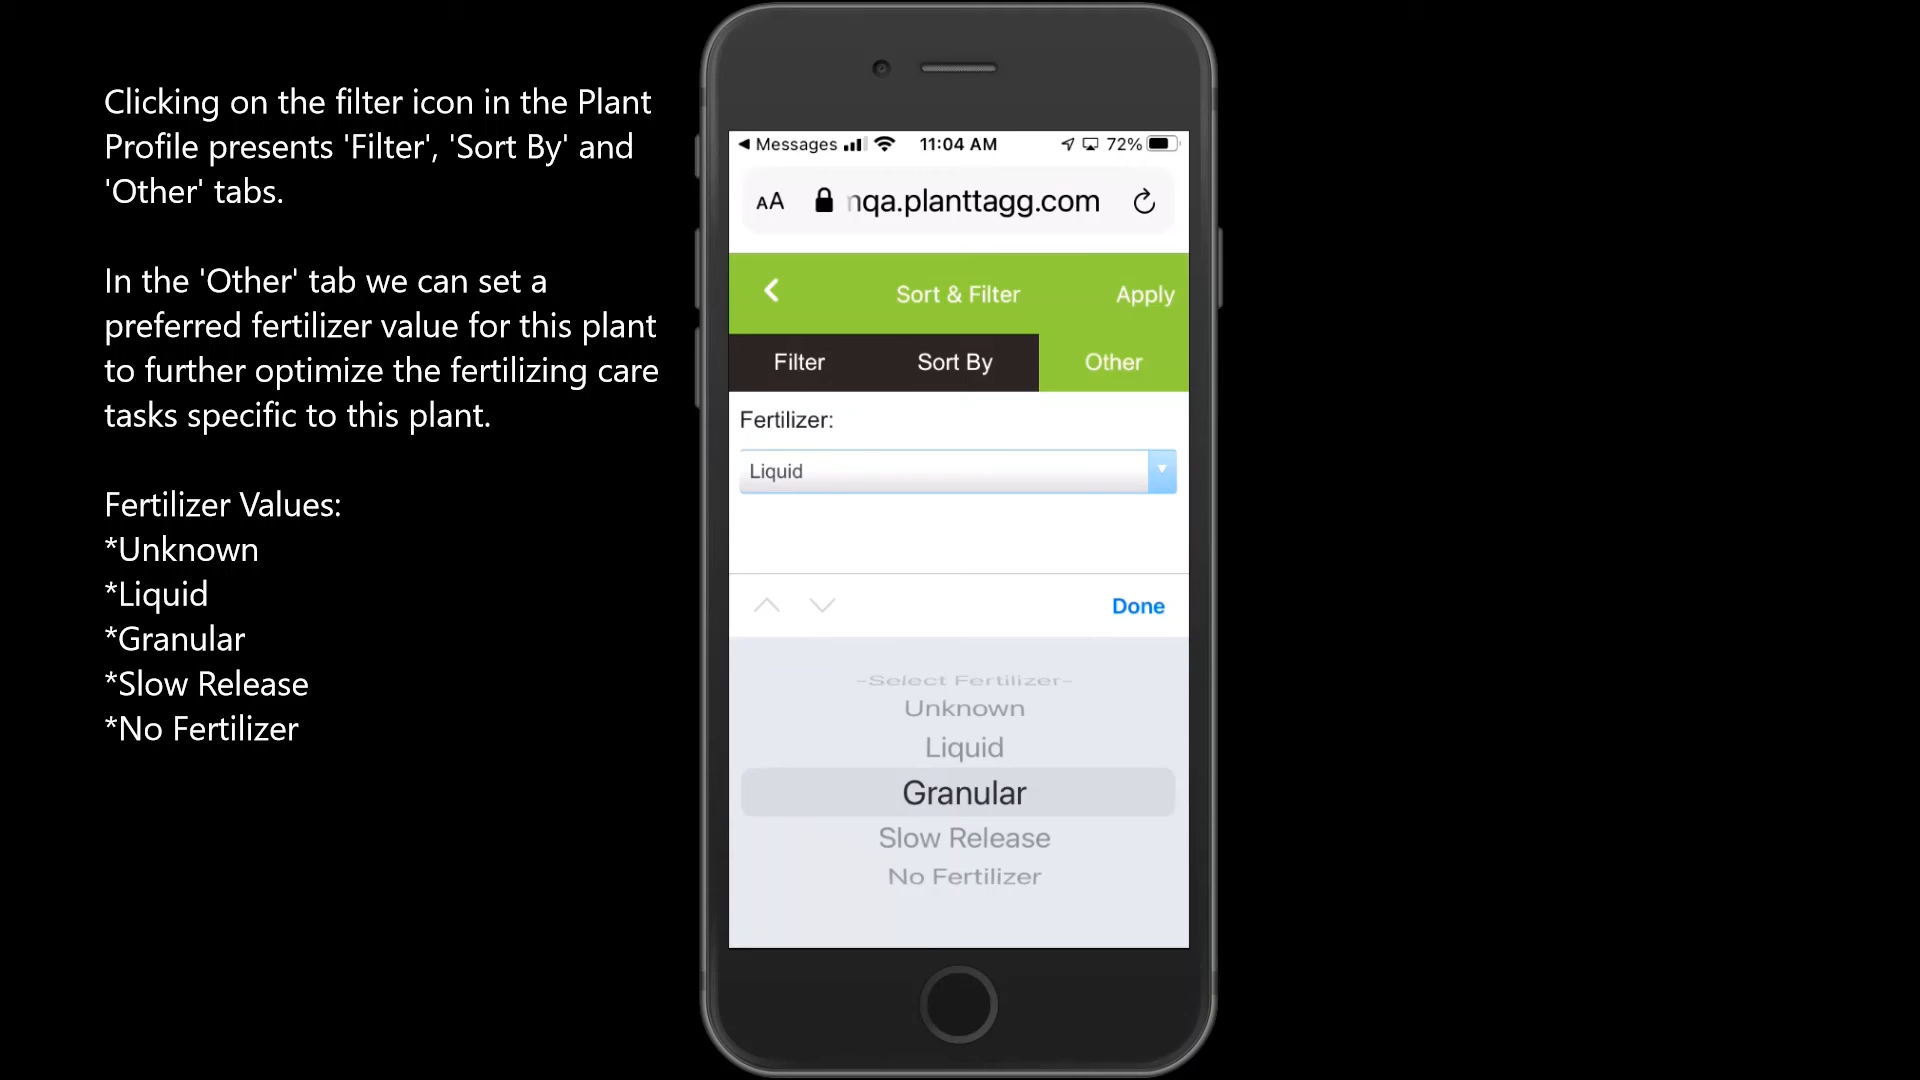 Clicking on the filter icon in the Plant
Profile presents 'Filter', 'Sort By' and
'Other' tabs.
In the 'Other' tab we can set a
preferred fertilizer value for this plant
to further optimize the fertilizing care
tasks specific to this plant.
Fertilizer Values:
*Unknown
*Liquid
*Granular
*Slow Release
*No Fertilizer
Messages 11:04 AM 72%
AA nqa.planttagg.com
Sort & Filter Apply
Filter Sort By Other
Fertilizer:
Liquid
Done
-Select Fertilizer-
Unknown
Liquid
Granular
Slow Release
No Fertilizer